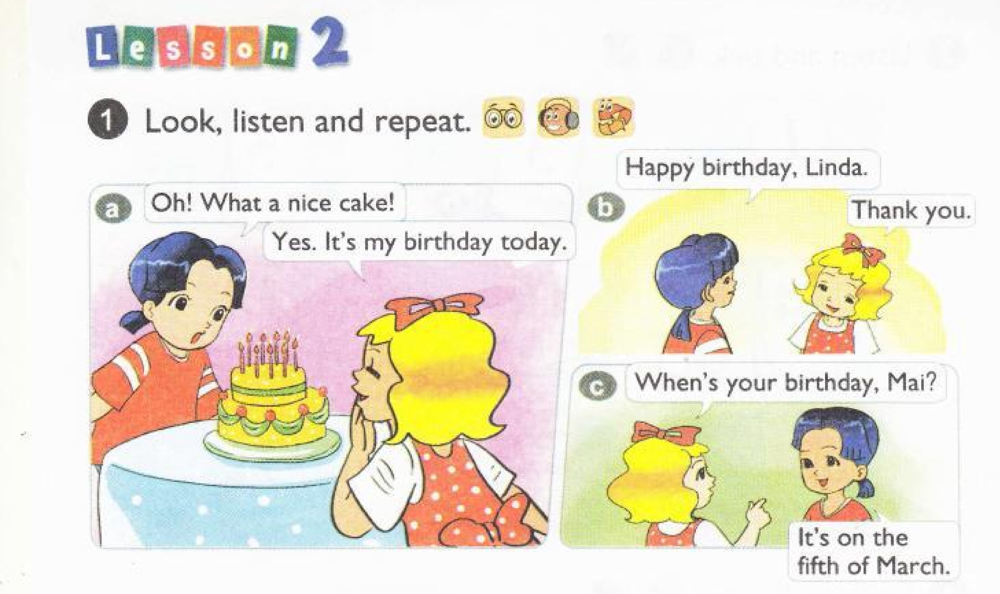 Lesson 2
1 Look, listen and repeat.
a
Oh! What a nice cake!
Yes. It's my birthday today.
b
Happy birthday, Linda.
Thank you.
c
When's your birthday, Mai?
It's on the
fifth of March.